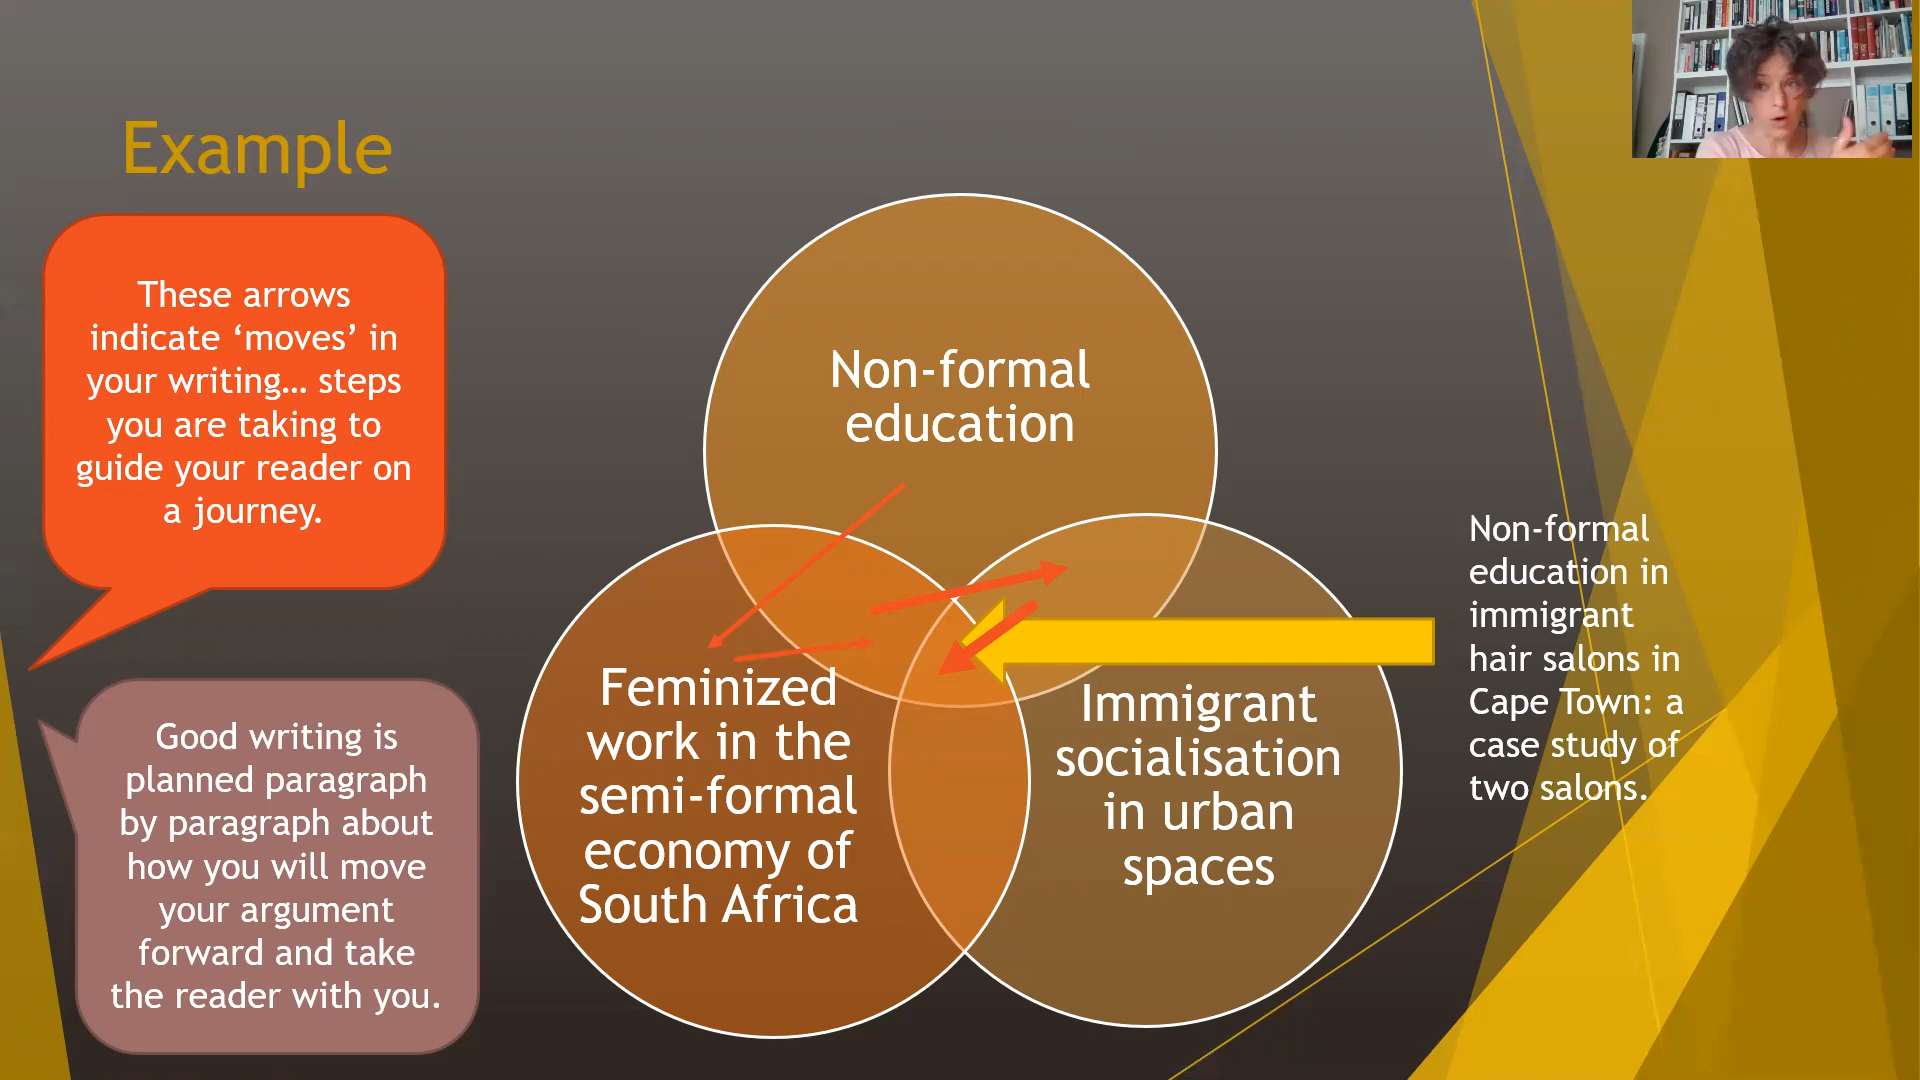 Example
These arrows
indicate ‘moves’ in
your writing… steps
you are taking to
guide your reader on
a journey.
Good writing is
planned paragraph
by paragraph about
how you will move
your argument
forward and take
the reader with you.
Non-formal
education
Feminized
work in the
semi-formal
economy of
South Africa
Immigrant
socialisation
in urban
spaces
Non-formal
education in
immigrant
hair salons in
Cape Town: a
case study of
two salons.